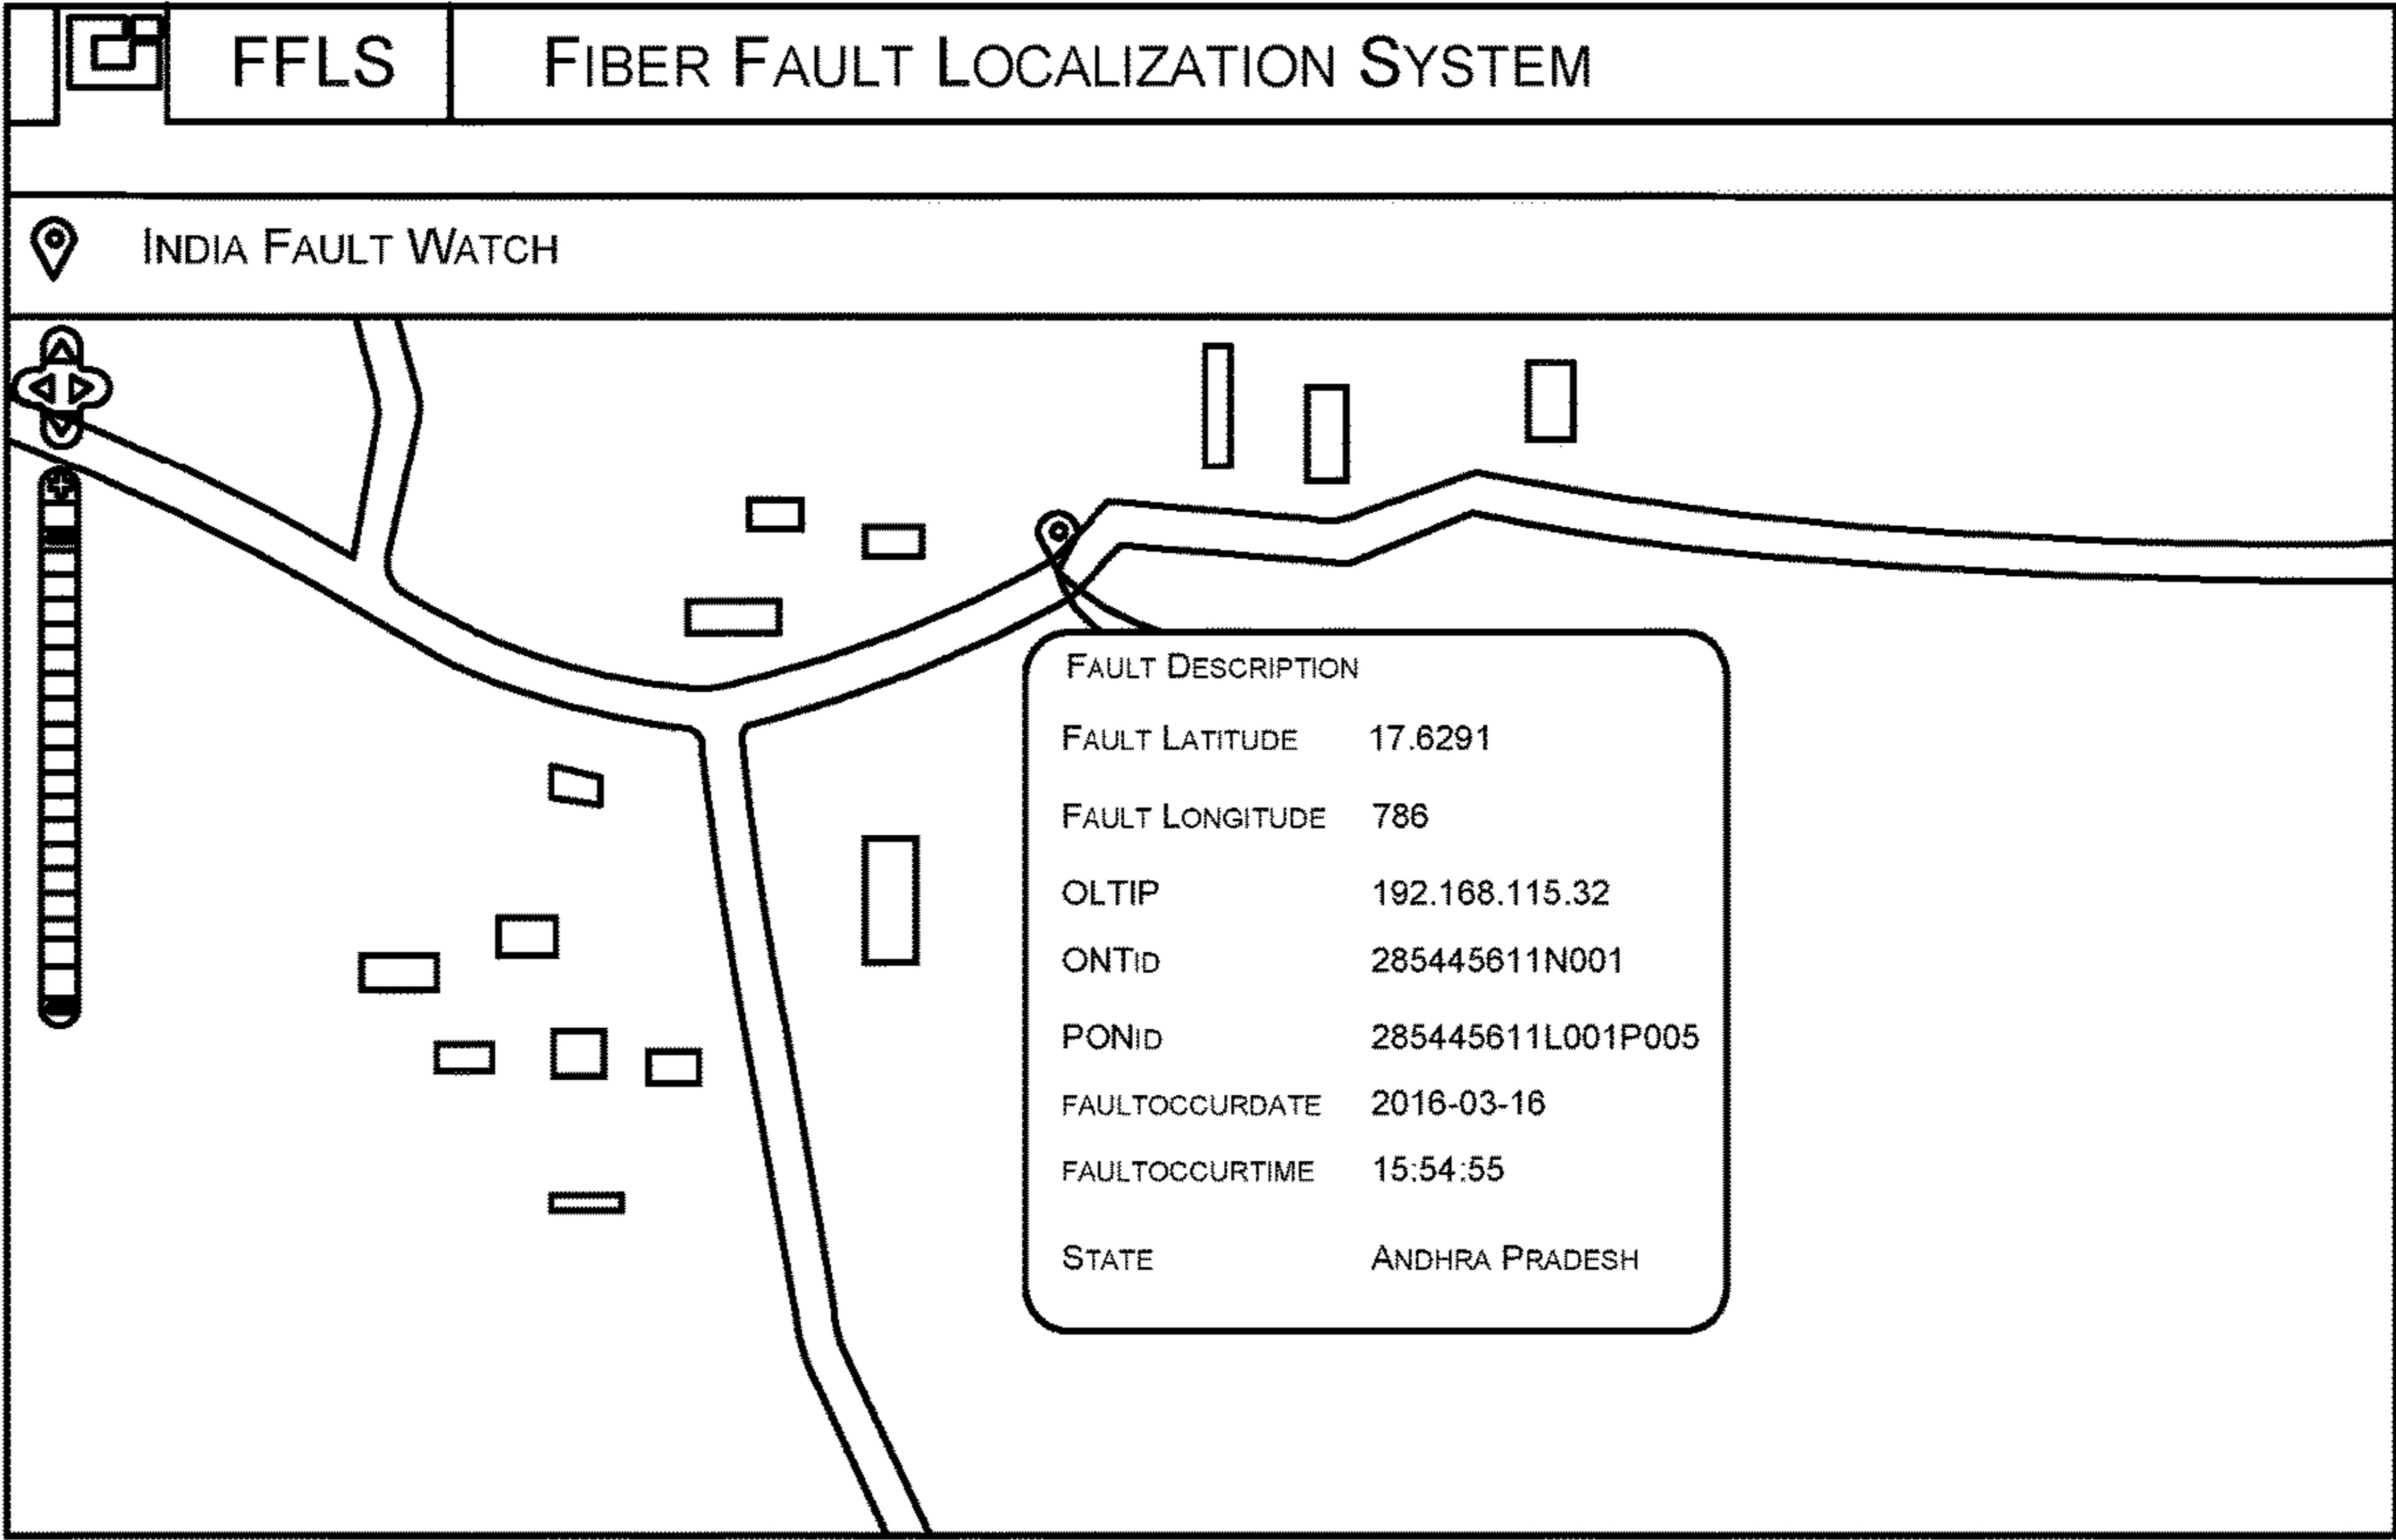 FFLS FIBER FAULT LOCALIZATION SYSTEM
INDIA FAULT WATCH
FAULT DESCRIPTION
FAULT LATITUDE 17.6291
FAULT LONGITUDE 786
OLTIP 192.168.115.32
ONTID 285445611N001
PONID 285445611L001P005
FAULTOCCURDATE 2016-03-16
FAULTOCCURTIME 15:54:55
STATE ANDHRA PRADESH